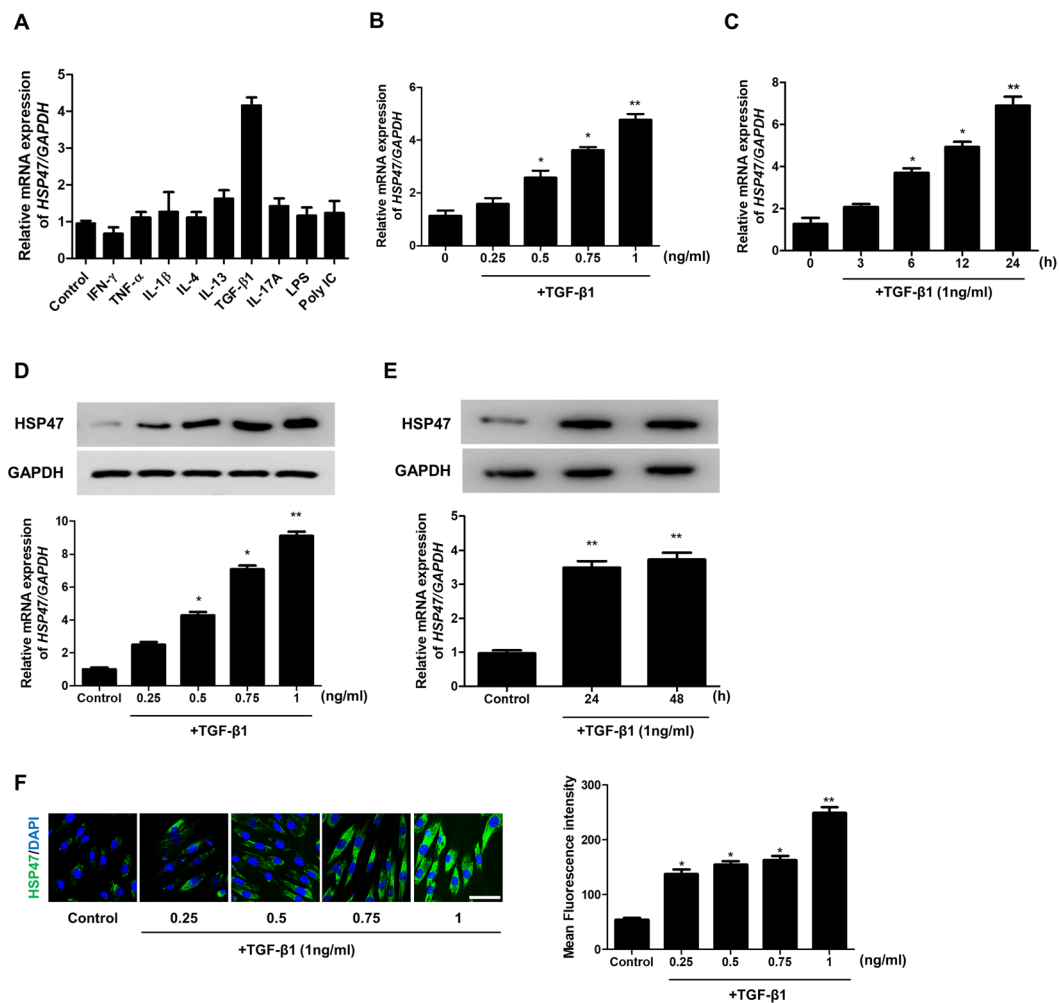 A
Relative mRNA expression
of HSP47/GAPDH
5
4
3
2
1
0
Control
IFN-γ
TNF-α
IL-1β
IL-4
IL-13
TGF-β1
IL-17A
LPS
Poly IC
B
Relative mRNA expression
of HSP47/GAPDH
6
4
2
0
*
*
**
0 0.25 0.5 0.75 1 (ng/ml)
+TGF-β1
C
Relative mRNA expression
of HSP47/GAPDH
8
6
4
2
0
*
*
**
0 3 6 12 24 (h)
+TGF-β1 (1ng/ml)
D
HSP47
GAPDH
Relative mRNA expression
of HSP47/GAPDH
10
8
6
4
2
0
*
*
**
Control 0.25 0.5 0.75 1 (ng/ml)
+TGF-β1
E
HSP47
GAPDH
Relative mRNA expression
of HSP47/GAPDH
5
4
3
2
1
0
**
**
Control 24 48 (h)
+TGF-β1 (1ng/ml)
F
HSP47/DAPI
Control 0.25 0.5 0.75 1
+TGF-β1 (1ng/ml)
Mean Fluorescence intensity
300
200
100
0
*
*
*
**
Control 0.25 0.5 0.75 1 (ng/ml)
+TGF-β1